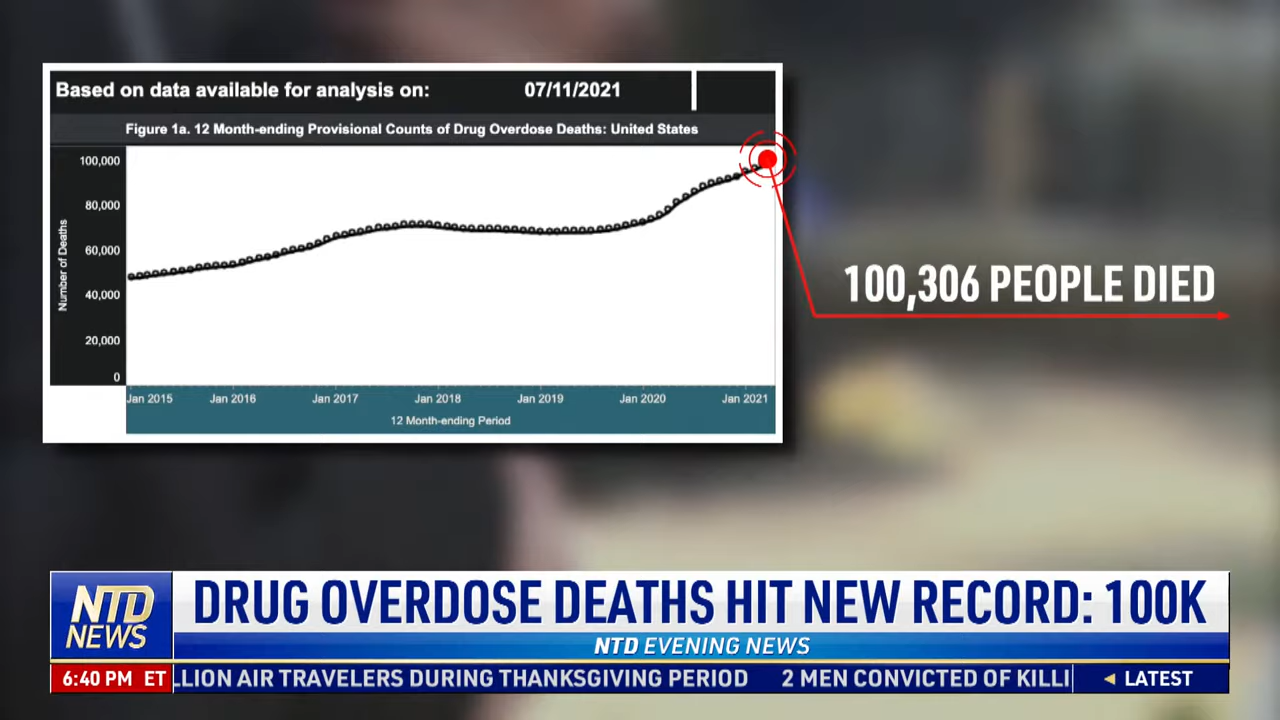 Based on data available for analysis on: 07/11/2021
Figure 1a. 12 Month-ending Provisional Counts of Drug Overdose Deaths: United States
100,000
80,000
60,000
40,000
20,000
0
Number of Deaths
Jan 2015 Jan 2016 Jan 2017 Jan 2018 Jan 2019 Jan 2020 Jan 2021
12 Month-ending Period
100,306 PEOPLE DIED
NTD NEWS
DRUG OVERDOSE DEATHS HIT NEW RECORD: 100K
NTD EVENING NEWS
6:40 PM ET LLION AIR TRAVELERS DURING THANKSGIVING PERIOD 2 MEN CONVICTED OF KILLI LATEST